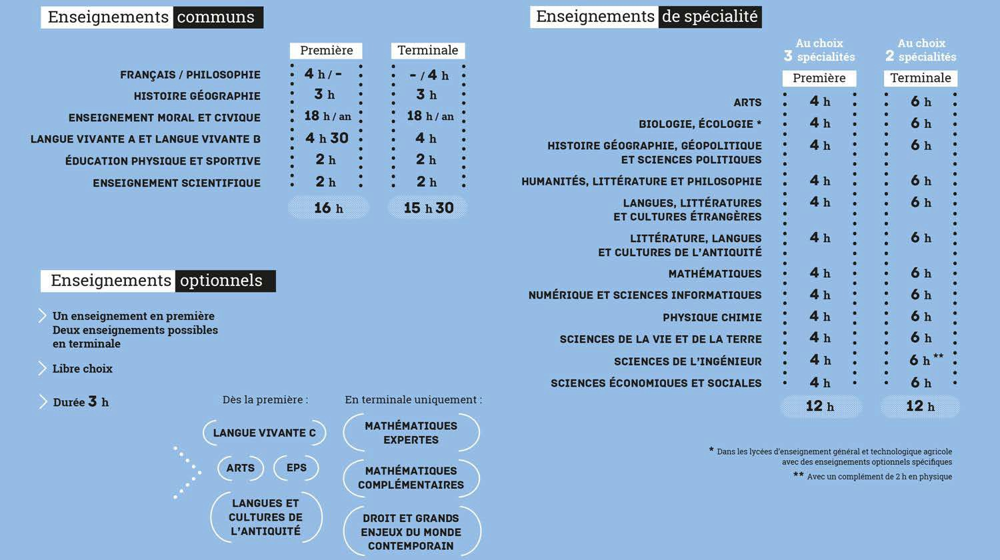 Enseignements communs
Première Terminale
FRANÇAIS / PHILOSOPHIE 4 h / - - / 4 h
HISTOIRE GÉOGRAPHIE 3 h 3 h
ENSEIGNEMENT MORAL ET CIVIQUE 18 h / an 18 h / an
LANGUE VIVANTE A ET LANGUE VIVANTE B 4 h 30 4 h
ÉDUCATION PHYSIQUE ET SPORTIVE 2 h 2 h
ENSEIGNEMENT SCIENTIFIQUE 2 h 2 h
16 h 15 h 30
Enseignements optionnels
Un enseignement en première
Deux enseignements possibles
en terminale
Libre choix
Durée 3 h
Dès la première :
LANGUE VIVANTE C
ARTS EPS
LANGUES ET
CULTURES DE
L'ANTIQUITÉ
En terminale uniquement :
MATHÉMATIQUES
EXPERTES
MATHÉMATIQUES
COMPLÉMENTAIRES
DROIT ET GRANDS
ENJEUX DU MONDE
CONTEMPORAIN
Enseignements de spécialité
Au choix Au choix
3 spécialités 2 spécialités
Première Terminale
ARTS 4 h 6 h
BIOLOGIE, ÉCOLOGIE * 4 h 6 h
HISTOIRE GÉOGRAPHIE, GÉOPOLITIQUE 4 h 6 h
ET SCIENCES POLITIQUES
HUMANITÉS, LITTÉRATURE ET PHILOSOPHIE 4 h 6 h
LANGUES, LITTÉRATURES 4 h 6 h
ET CULTURES ÉTRANGÈRES
LITTÉRATURE, LANGUES 4 h 6 h
ET CULTURES DE L'ANTIQUITÉ
MATHÉMATIQUES 4 h 6 h
NUMÉRIQUE ET SCIENCES INFORMATIQUES 4 h 6 h
PHYSIQUE CHIMIE 4 h 6 h
SCIENCES DE LA VIE ET DE LA TERRE 4 h 6 h
SCIENCES DE L'INGÉNIEUR 4 h 6 h **
SCIENCES ÉCONOMIQUES ET SOCIALES 4 h 6 h
12 h 12 h
* Dans les lycées d'enseignement général et technologique agricole
avec des enseignements optionnels spécifiques
** Avec un complément de 2 h en physique